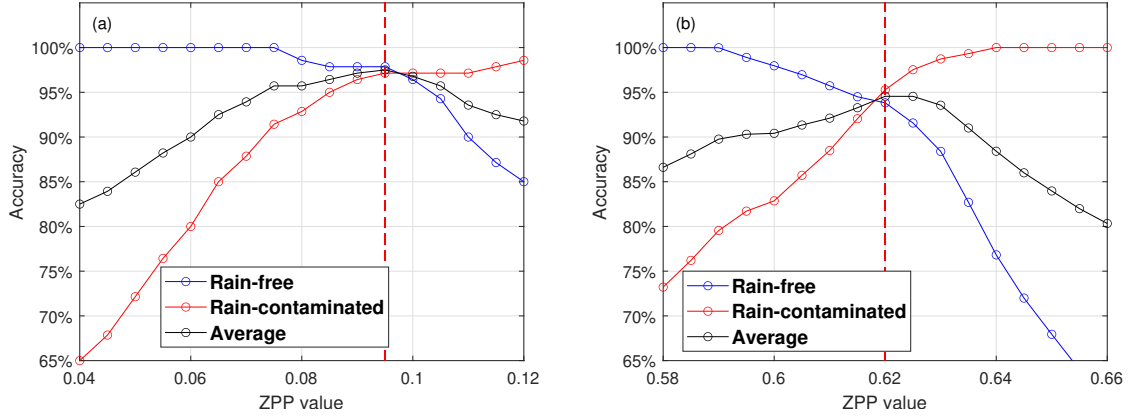 (a)
100%
95%
90%
85%
80%
75%
70%
65%
Accuracy
0.04
0.06
0.08
0.1
0.12
ZPP value
Rain-free
Rain-contaminated
Average
(b)
100%
95%
90%
85%
80%
75%
70%
65%
Accuracy
0.58
0.6
0.62
0.64
0.66
ZPP value
Rain-free
Rain-contaminated
Average